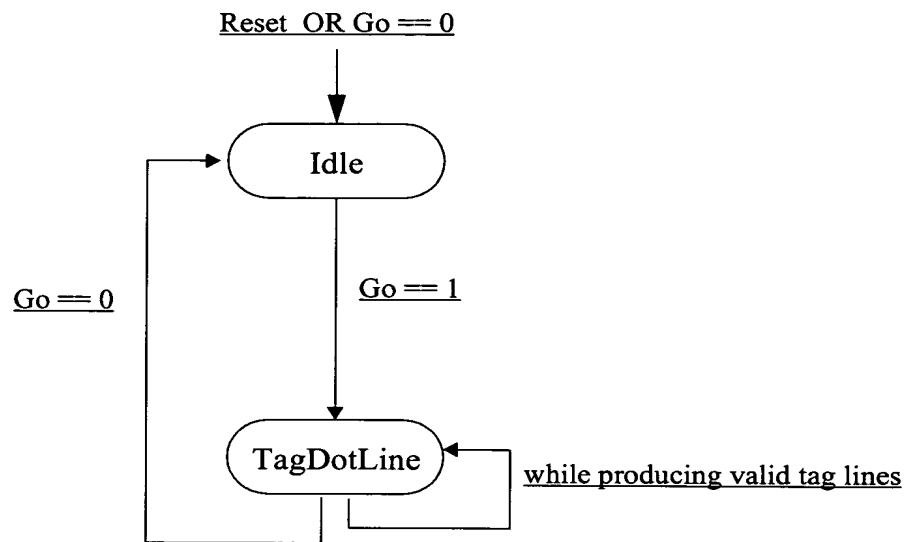 Reset OR Go == 0
Idle
Go == 0
Go == 1
TagDotLine
while producing valid tag lines